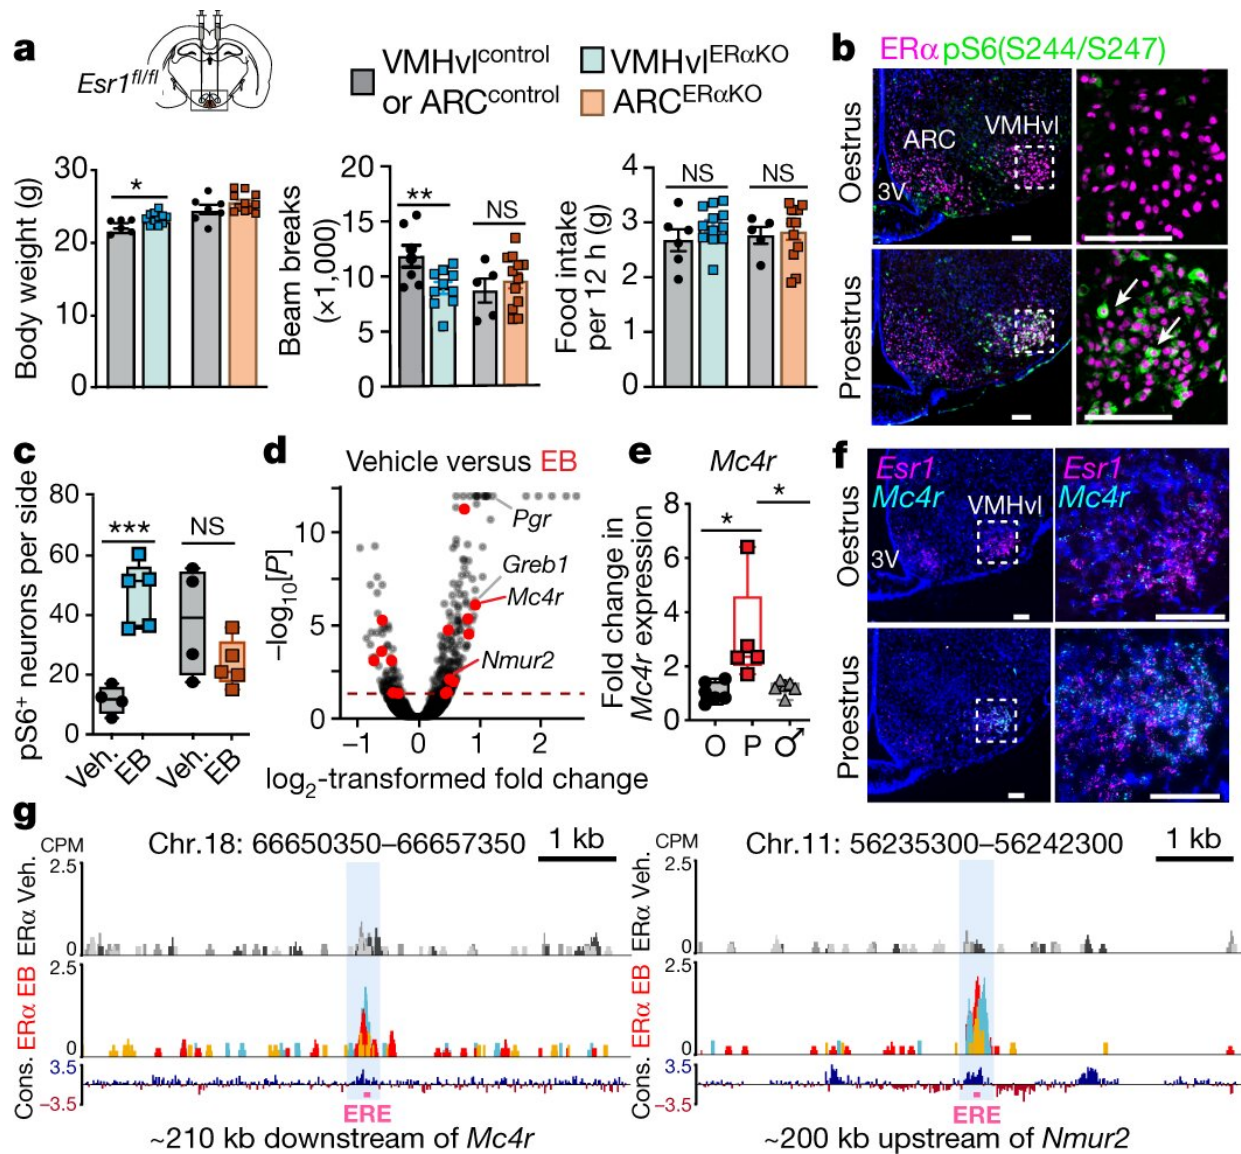 a
Esr1fl/fl
VMHvlcontrol
or ARCcontrol
VMHvlERαKO
ARCERαKO
Body weight (g)
30
20
10
0
*
Beam breaks
(×1,000)
20
15
10
5
0
**
NS
Food intake
per 12 h (g)
4
3
2
1
0
NS
NS
b
ERα pS6(S244/S247)
Oestrus
ARC
VMHvl
3V
Proestrus
c
pS6+ neurons per side
80
60
40
20
0
***
NS
Veh.
EB
Veh.
EB
d
Vehicle versus EB
−log10[P]
10
5
0
Pgr
Greb1
Mc4r
Nmur2
−1
0
1
2
log2-transformed fold change
e
Mc4r
Fold change in
Mc4r expression
8
6
4
2
0
*
*
O
P
♂
f
Oestrus
Esr1
Mc4r
VMHvl
3V
Esr1
Mc4r
Proestrus
g
CPM
Chr.18: 66650350–66657350
1 kb
ERα Veh.
2.5
0
ERα EB
2.5
0
Cons.
3.5
−3.5
ERE
~210 kb downstream of Mc4r
CPM
Chr.11: 56235300–56242300
1 kb
ERα Veh.
2.5
0
ERα EB
2.5
0
Cons.
3.5
−3.5
ERE
~200 kb upstream of Nmur2